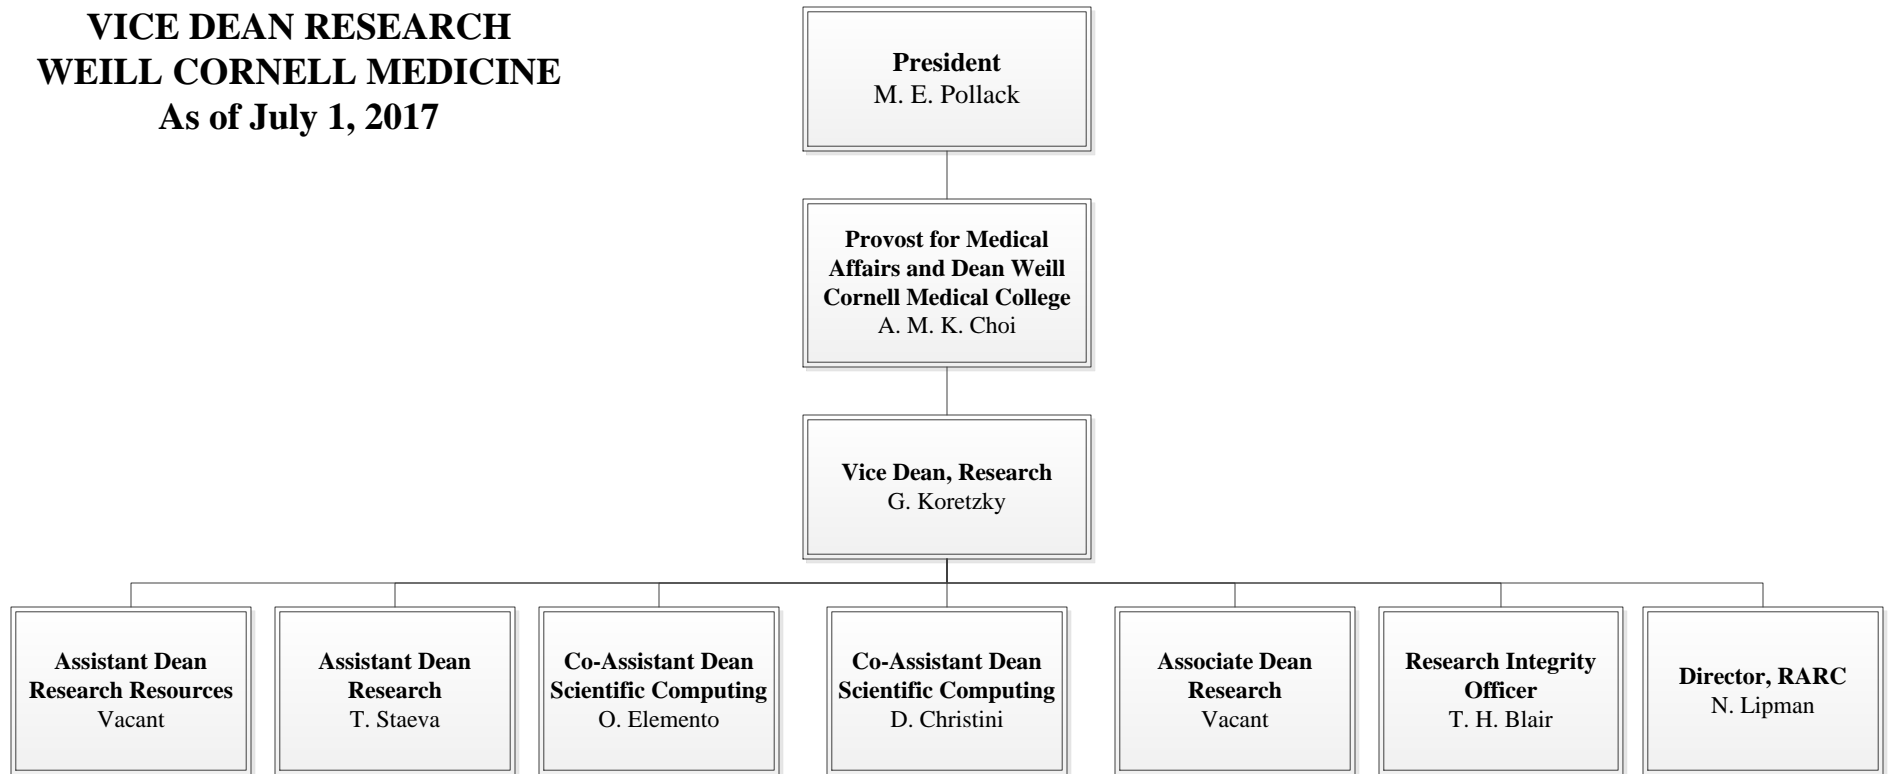 VICE DEAN RESEARCH
WEILL CORNELL MEDICINE
As of July 1, 2017
President
M. E. Pollack
Provost for Medical
Affairs and Dean Weill
Cornell Medical College
A. M. K. Choi
Vice Dean, Research
G. Koretzky
Assistant Dean
Research Resources
Vacant
Assistant Dean
Research
T. Staeva
Co-Assistant Dean
Scientific Computing
O. Elemento
Co-Assistant Dean
Scientific Computing
D. Christini
Associate Dean
Research
Vacant
Research Integrity
Officer
T. H. Blair
Director, RARC
N. Lipman